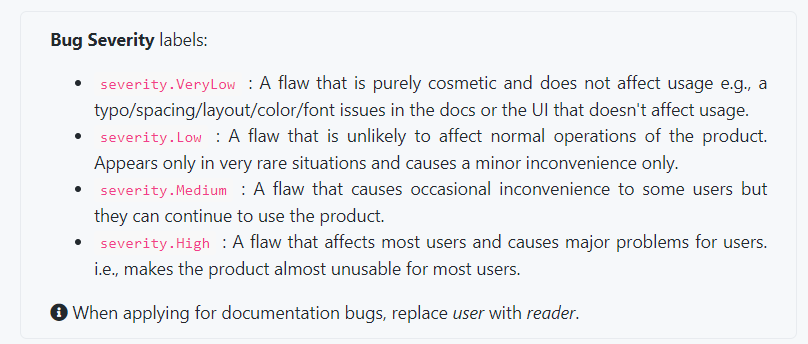 Bug Severity labels:
• severity.VeryLow : A flaw that is purely cosmetic and does not affect usage e.g., a
typo/spacing/layout/color/font issues in the docs or the UI that doesn't affect usage.
• severity.Low : A flaw that is unlikely to affect normal operations of the product.
Appears only in very rare situations and causes a minor inconvenience only.
• severity.Medium : A flaw that causes occasional inconvenience to some users but
they can continue to use the product.
• severity.High : A flaw that affects most users and causes major problems for users.
i.e., makes the product almost unusable for most users.
When applying for documentation bugs, replace user with reader.